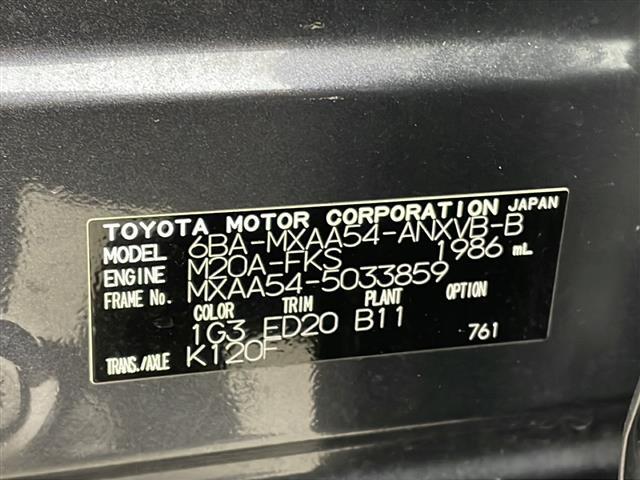 TOYOTA MOTOR CORPORATION JAPAN
MODEL 6BA-MXAA54-ANXVB-B
ENGINE M20A-FKS 1986 mL
FRAME No. MXAA54-5033859
COLOR TRIM PLANT OPTION
1G3 ED20 B11 761
TRANS./AXLE K120F